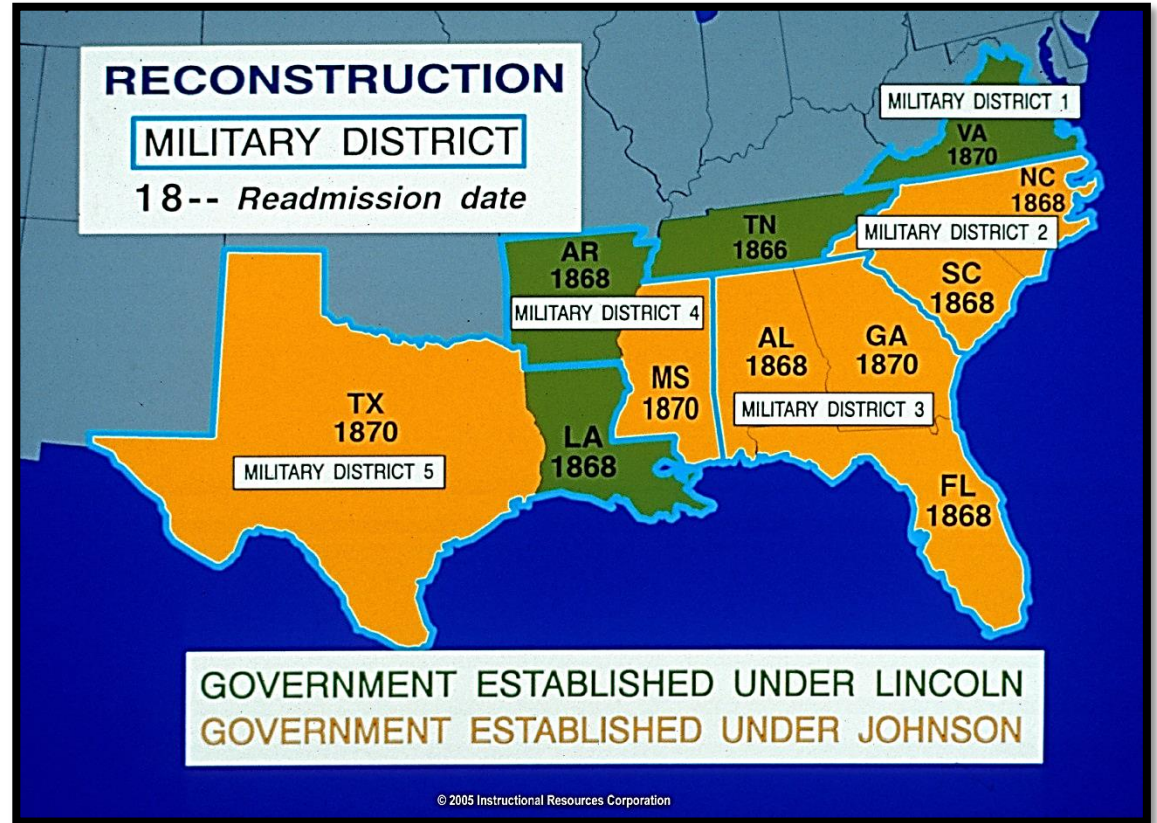 RECONSTRUCTION
MILITARY DISTRICT
18-- Readmission date
MILITARY DISTRICT 1
VA
1870
NC
1868
TN
1866
MILITARY DISTRICT 2
AR
1868
SC
1868
MILITARY DISTRICT 4
AL
1868
GA
1870
MS
1870
MILITARY DISTRICT 3
TX
1870
MILITARY DISTRICT 5
LA
1868
FL
1868
GOVERNMENT ESTABLISHED UNDER LINCOLN
GOVERNMENT ESTABLISHED UNDER JOHNSON
© 2005 Instructional Resources Corporation